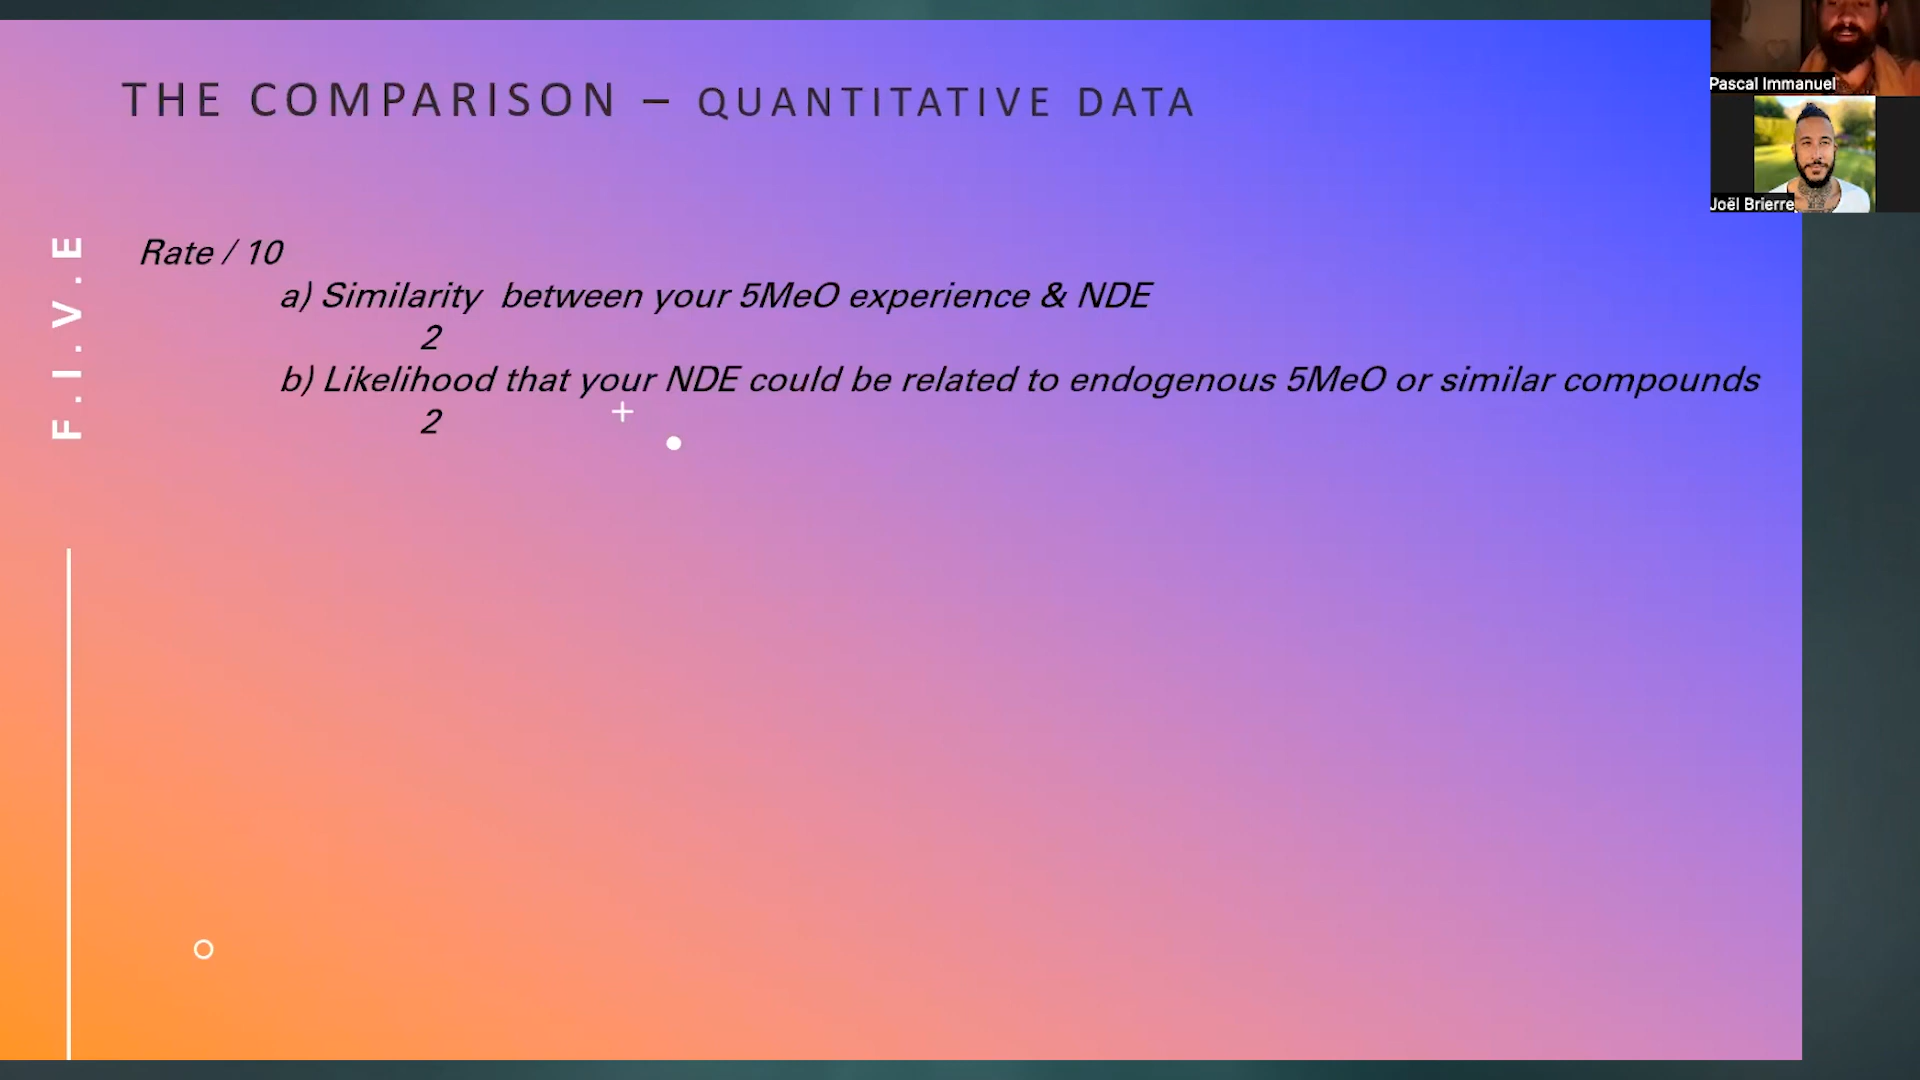 THE COMPARISON – QUANTITATIVE DATA
Pascal Immanuel
Joël Brierre
F.I.V.E
Rate / 10
a) Similarity between your 5MeO experience & NDE
2
b) Likelihood that your NDE could be related to endogenous 5MeO or similar compounds
2